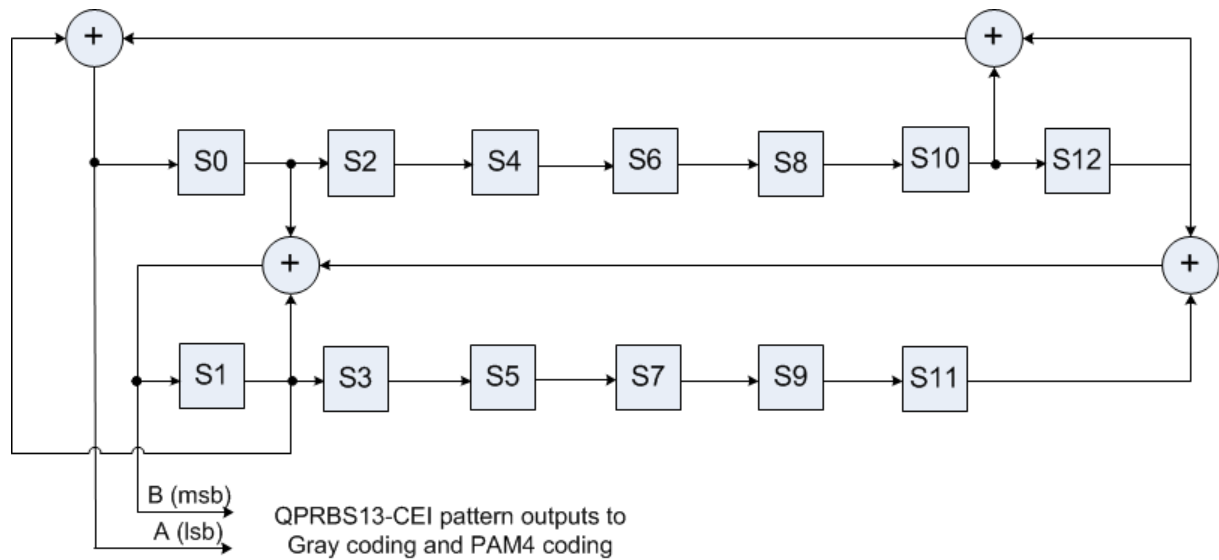 +
+
S0
S2
S4
S6
S8
S10
S12
+
+
S1
S3
S5
S7
S9
S11
B (msb)
A (lsb)
QPRBS13-CEI pattern outputs to
Gray coding and PAM4 coding